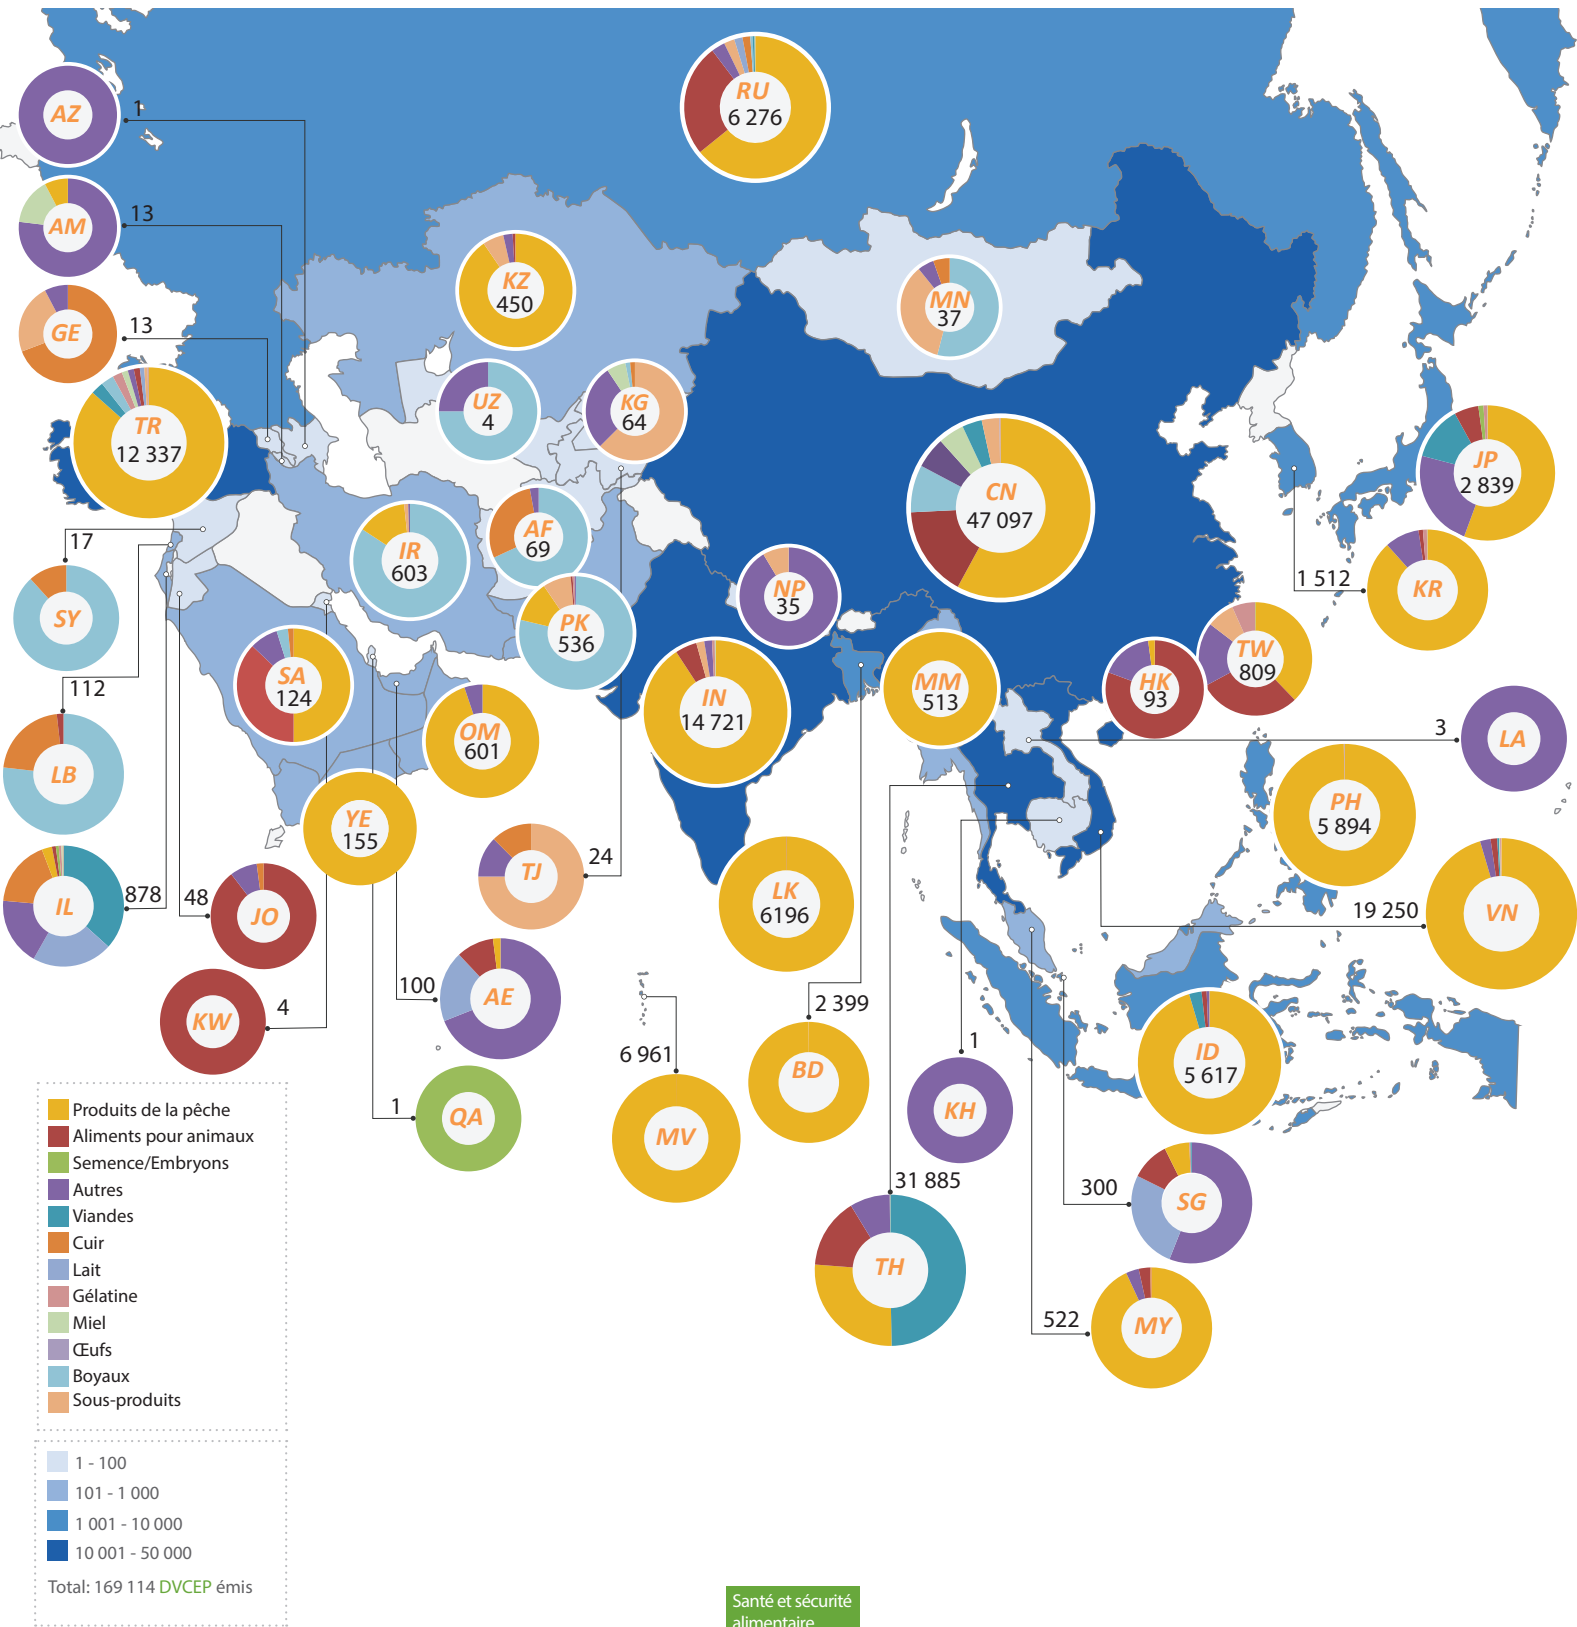 AZ
1
RU
6 276
AM
13
KZ
450
MN
37
GE
13
TR
12 337
UZ
4
KG
64
CN
47 097
JP
2 839
AF
69
IR
603
17
SY
NP
35
1 512
KR
PK
536
TW
809
HK
93
SA
124
112
LB
IN
14 721
MM
513
OM
601
3
LA
PH
5 894
YE
155
TJ
24
LK
6196
IL
878
48
JO
19 250
VN
100
AE
KW
4
2 399
BD
6 961
MV
1
KH
ID
5 617
1
QA
31 885
TH
300
SG
522
MY
Produits de la pêche
Aliments pour animaux
Semence/Embryons
Autres
Viandes
Cuir
Lait
Gélatine
Miel
Œufs
Boyaux
Sous-produits
1 - 100
101 - 1 000
1 001 - 10 000
10 001 - 50 000
Total: 169 114 DVCEP émis
Santé et sécurité
alimentaire